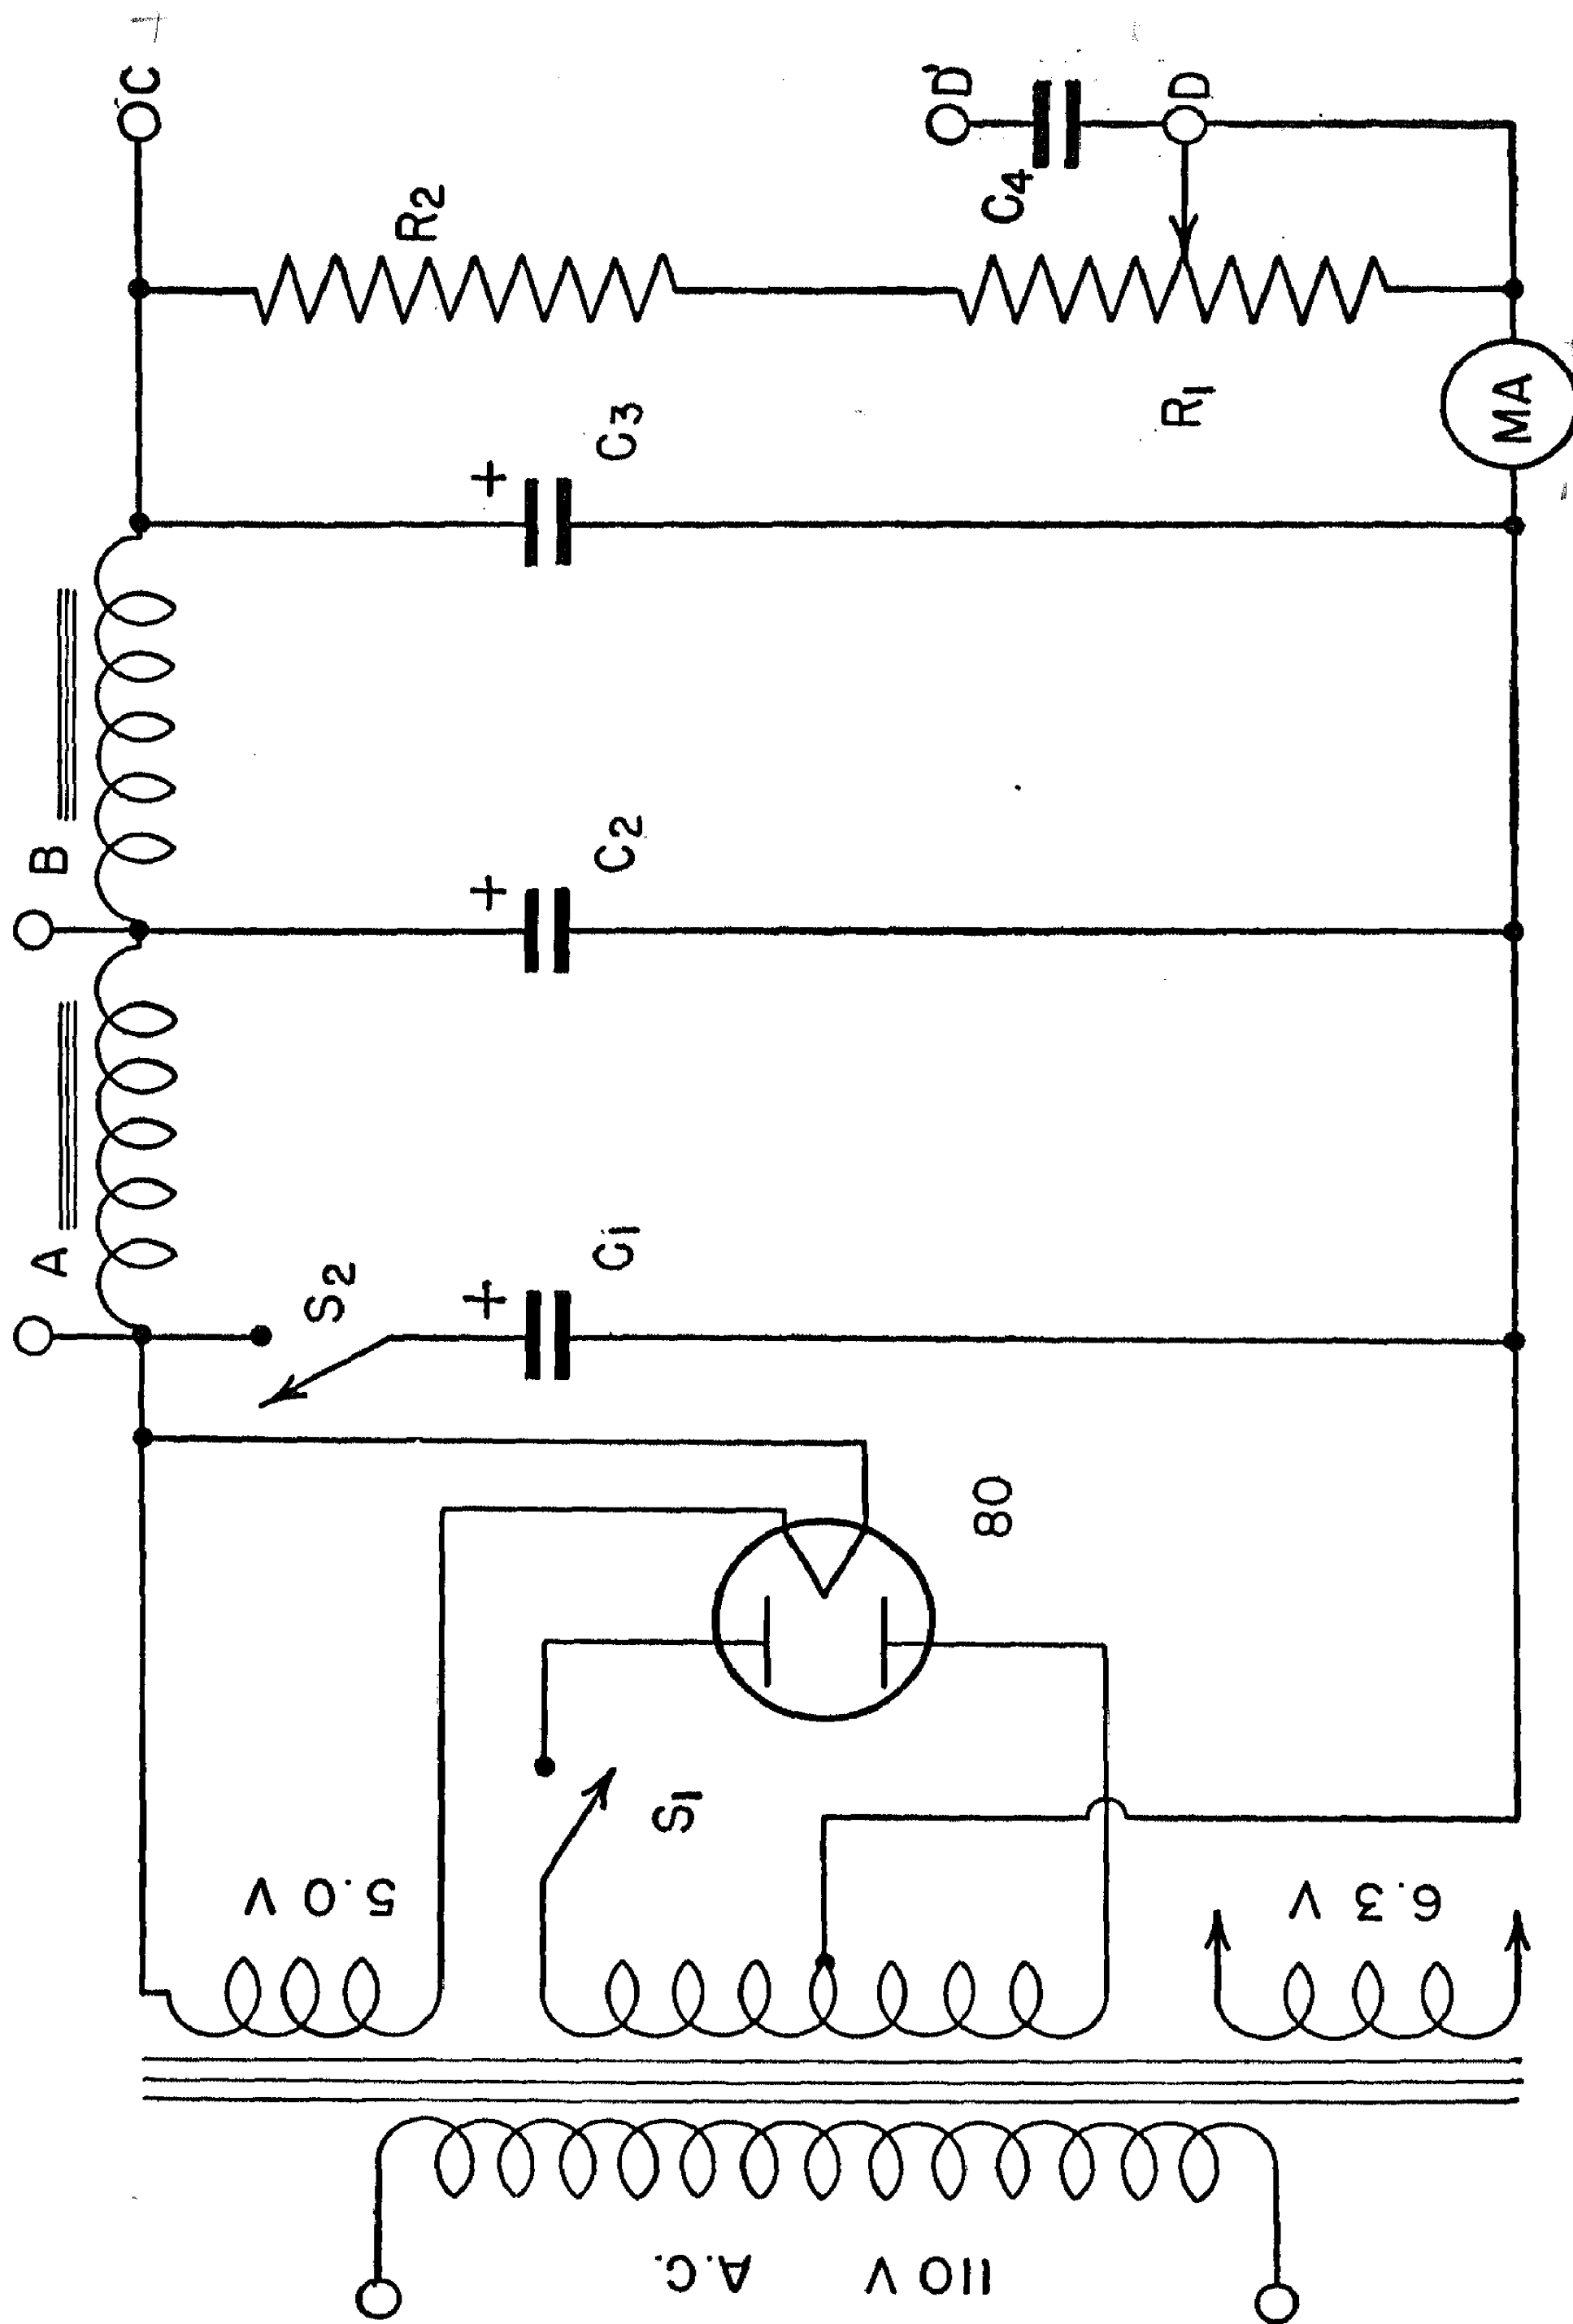 110 V A.C.
5.0 V
6.3 V
S1
80
S2
A
B
C
C1
C2
C3
+
+
+
R2
R1
MA
C4
D'
D